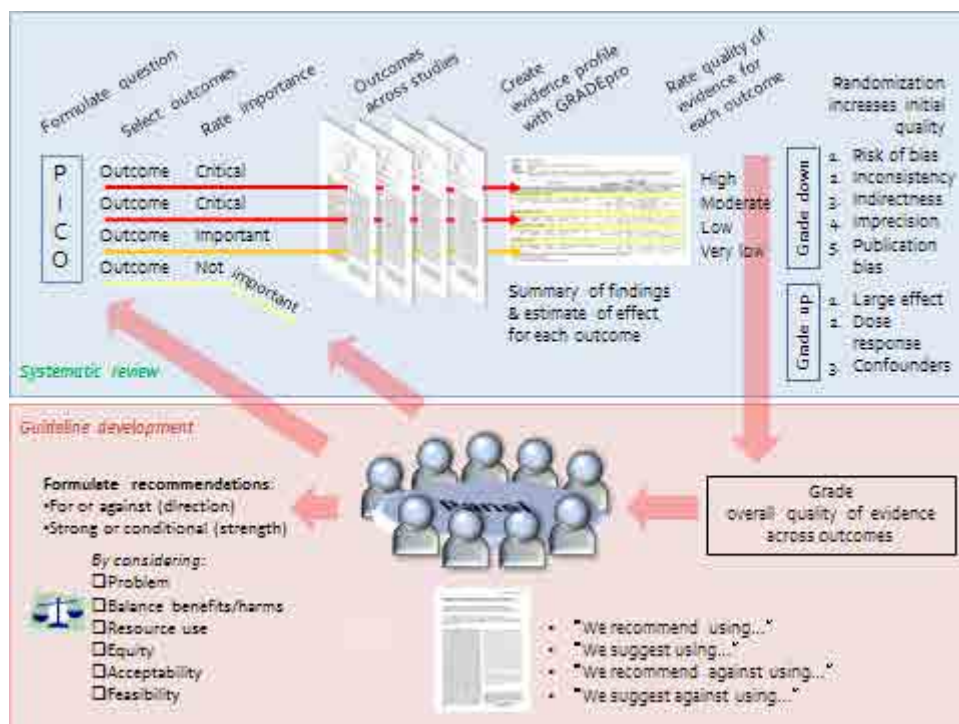 Formulate question
Select outcomes
Rate importance
Outcomes
across studies
Create
evidence profile
with GRADEpro
Rate quality of
evidence for
each outcome
Randomization
increases initial
quality
P
I
C
O
Outcome Critical
Outcome Critical
Outcome Important
Outcome Not important
High
Moderate
Low
Very low
Summary of findings
& estimate of effect
for each outcome
Grade down
1. Risk of bias
1. Inconsistency
3. Indirectness
4. Imprecision
5. Publication
bias
Grade up
1. Large effect
1. Dose
response
3. Confounders
Systematic review
Guideline development
Formulate recommendations:
•For or against (direction)
•Strong or conditional (strength)
By considering:
❑Problem
❑Balance benefits/harms
❑Resource use
❑Equity
❑Acceptability
❑Feasibility
Panel
Grade
overall quality of evidence
across outcomes
• "We recommend using…"
• "We suggest using…"
• "We recommend against using…"
• "We suggest against using…"